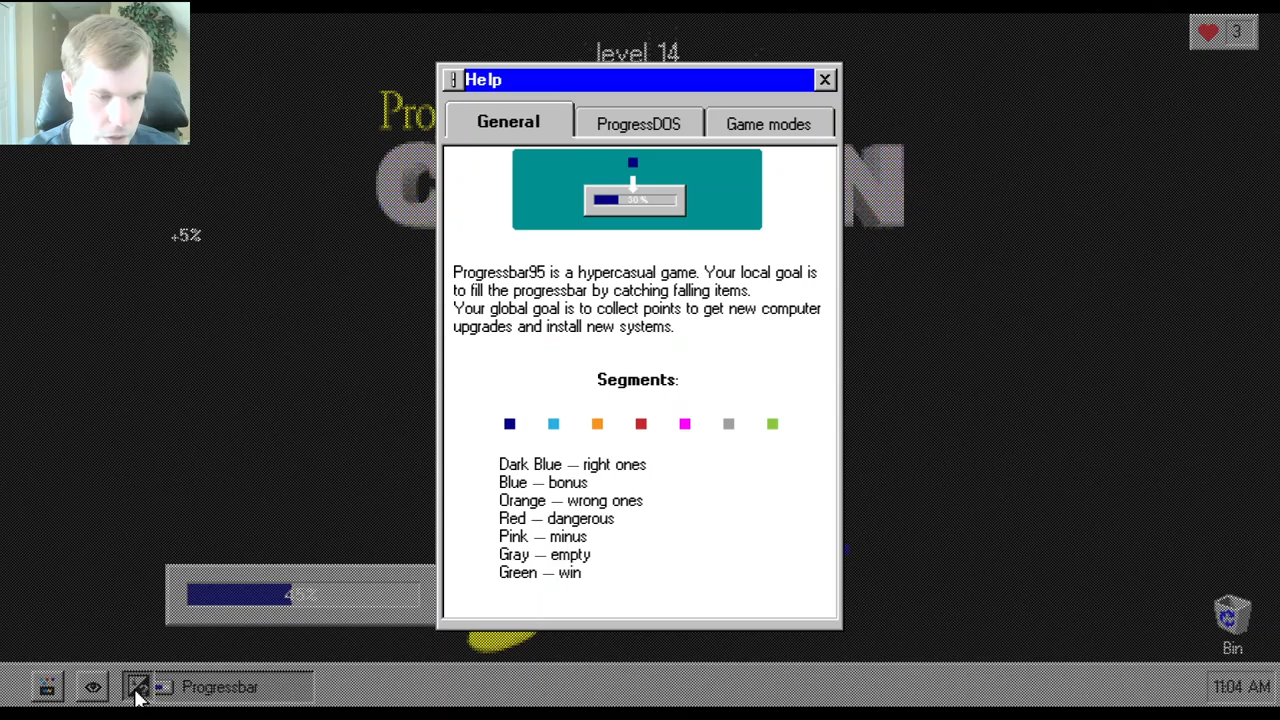 level 14
3
Help
Pro
General
ProgressDOS
Game modes
30%
+5%
Progressbar95 is a hypercasual game. Your local goal is
to fill the progressbar by catching falling items.
Your global goal is to collect points to get new computer
upgrades and install new systems.
Segments:
Dark Blue – right ones
Blue – bonus
Orange – wrong ones
Red – dangerous
Pink – minus
Gray – empty
Green – win
45%
Bin
Progressbar
11:04 AM